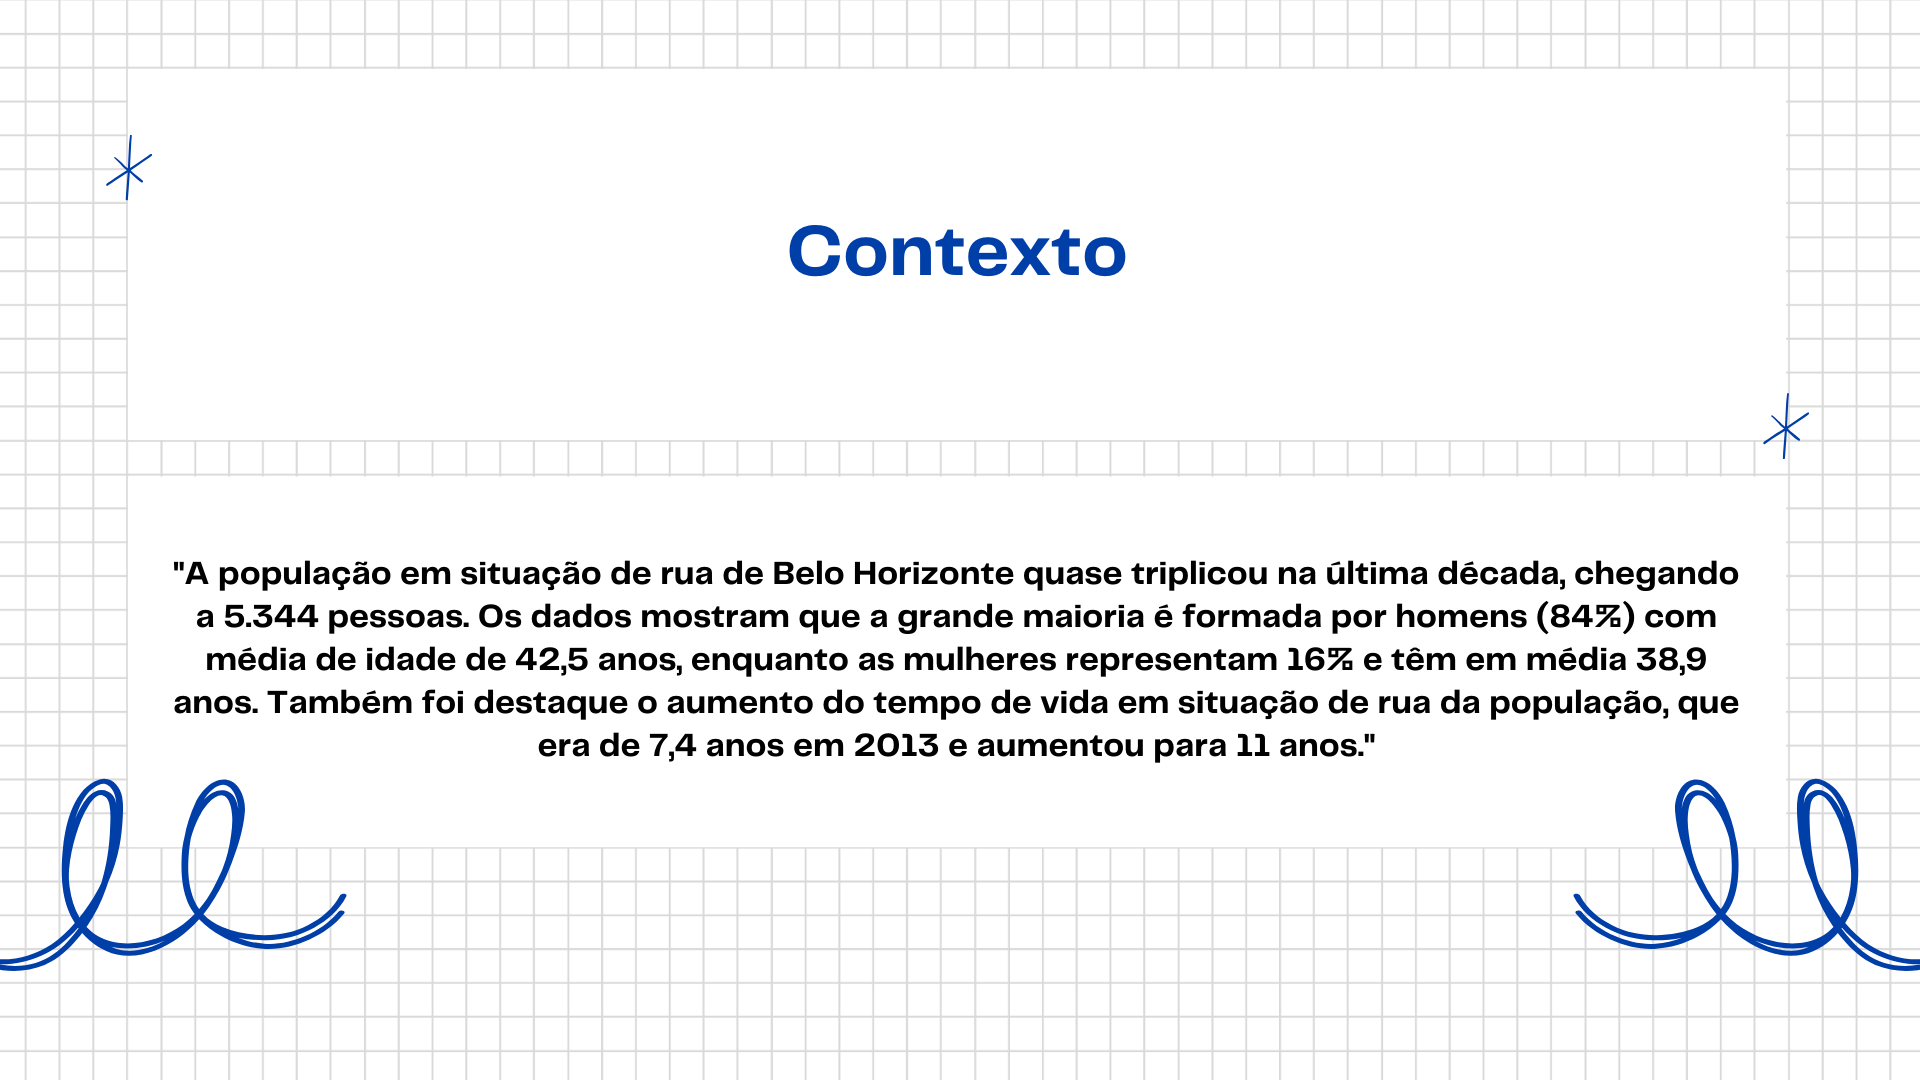 Contexto
"A população em situação de rua de Belo Horizonte quase triplicou na última década, chegando
a 5.344 pessoas. Os dados mostram que a grande maioria é formada por homens (84%) com
média de idade de 42,5 anos, enquanto as mulheres representam 16% e têm em média 38,9
anos. Também foi destaque o aumento do tempo de vida em situação de rua da população, que
era de 7,4 anos em 2013 e aumentou para 11 anos."